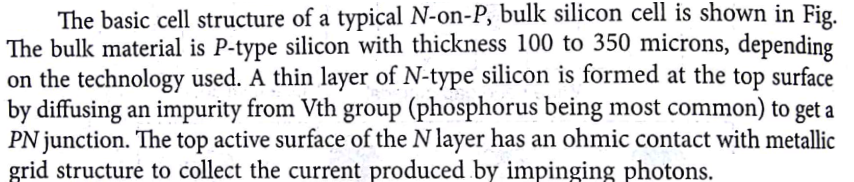 The basic cell structure of a typical N-on-P, bulk silicon cell is shown in Fig.
The bulk material is P-type silicon with thickness 100 to 350 microns, depending
on the technology used. A thin layer of N-type silicon is formed at the top surface
by diffusing an impurity from Vth group (phosphorus being most common) to get a
PN junction. The top active surface of the N layer has an ohmic contact with metallic
grid structure to collect the current produced by impinging photons.